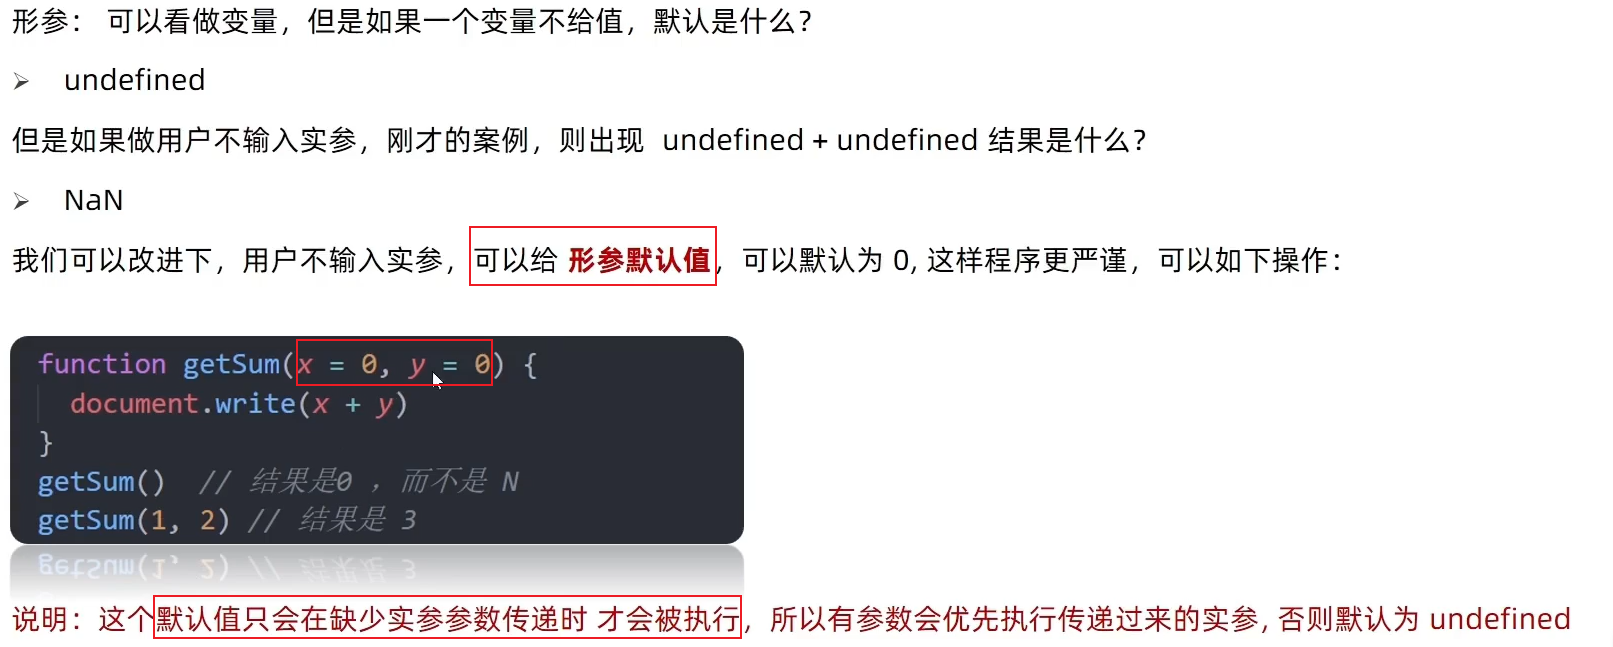 形参： 可以看做变量，但是如果一个变量不给值，默认是什么？
➢ undefined
但是如果做用户不输入实参，刚才的案例，则出现 undefined + undefined 结果是什么？
➢ NaN
我们可以改进下，用户不输入实参，可以给 形参默认值，可以默认为 0, 这样程序更严谨，可以如下操作：
function getSum(x = 0, y = 0) {
document.write(x + y)
}
getSum() // 结果是0 ，而不是 N
getSum(1, 2) // 结果是 3
说明：这个默认值只会在缺少实参参数传递时 才会被执行，所以有参数会优先执行传递过来的实参, 否则默认为 undefined